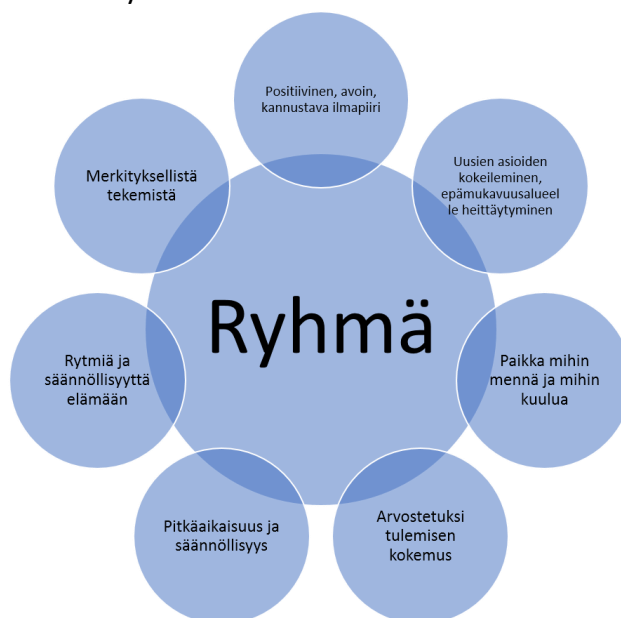 Positiivinen, avoin,
kannustava ilmapiiri
Uusien asioiden
kokeileminen,
epämukavuusalueel
le heittäytyminen
Paikka mihin
mennä ja mihin
kuulua
Arvostetuksi
tulemisen
kokemus
Pitkäaikaisuus ja
säännöllisyys
Rytmiä ja
säännöllisyyttä
elämään
Merkityksellistä
tekemistä
Ryhmä